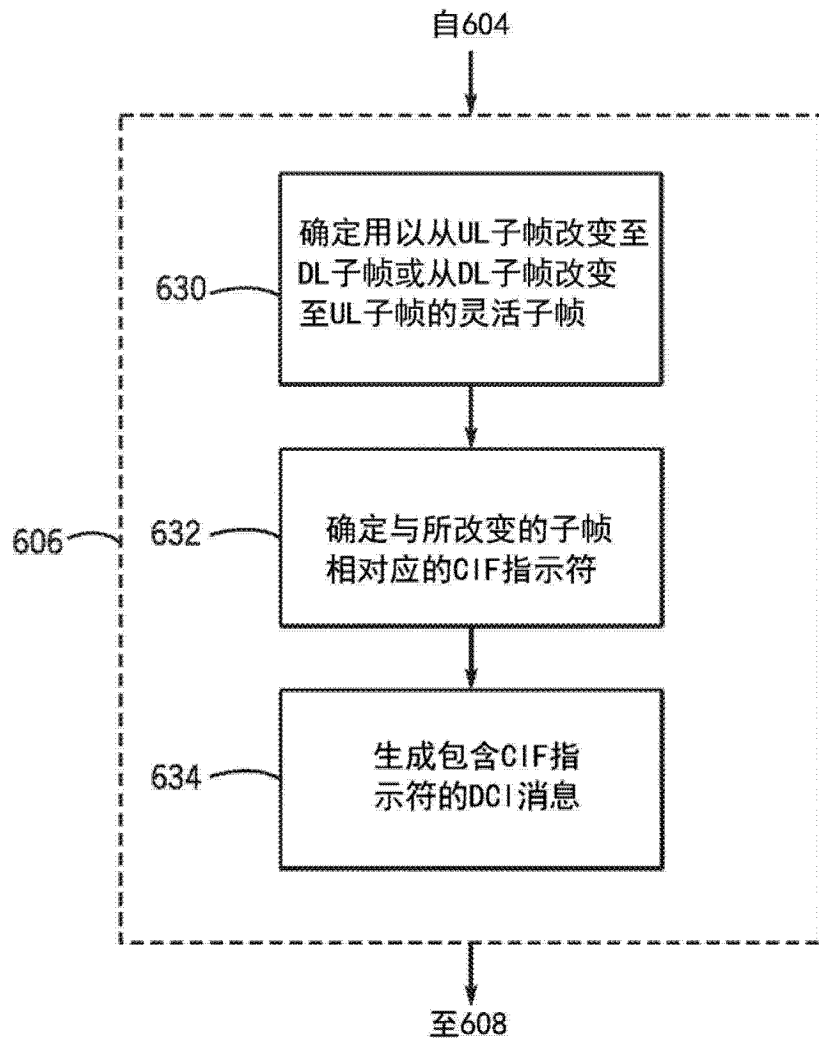 自604
确定用以从UL子帧改变至
DL子帧或从DL子帧改变
至UL子帧的灵活子帧
630
确定与所改变的子帧
相对应的CIF指示符
632
606
生成包含CIF指
示符的DCI消息
634
至608